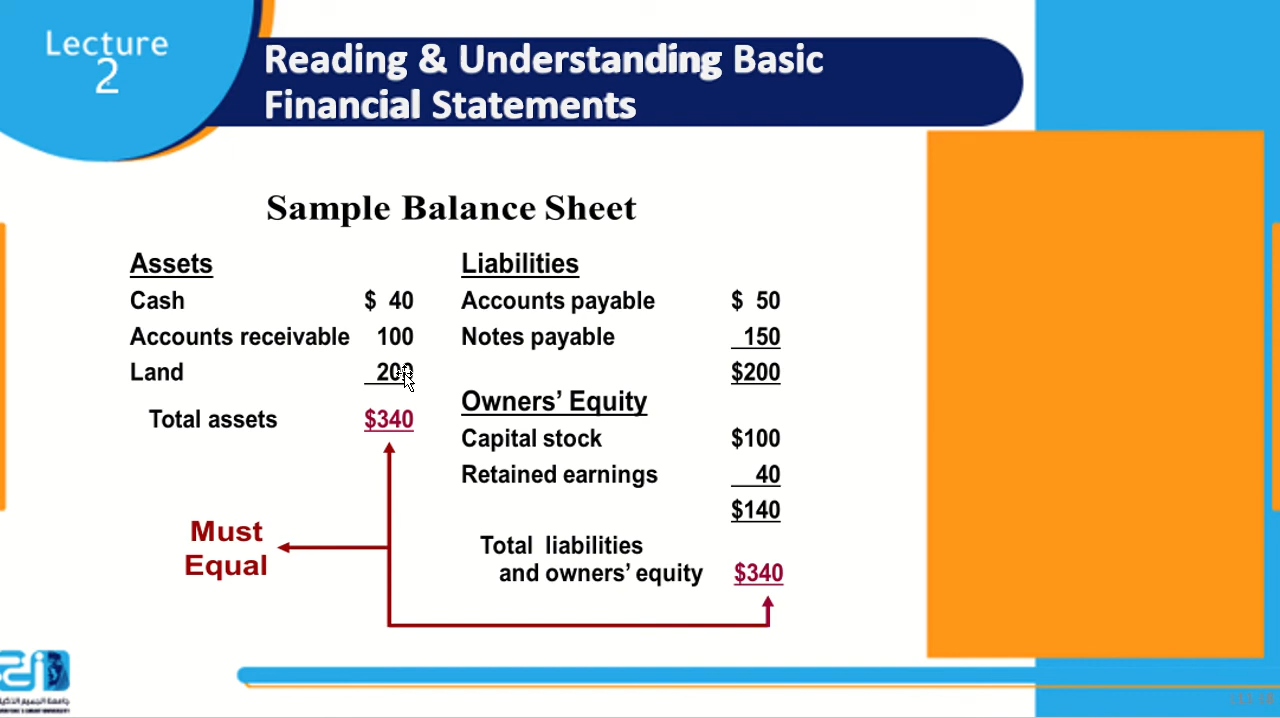 Lecture
2
Reading & Understanding Basic
Financial Statements
Sample Balance Sheet
Assets
Cash $ 40
Accounts receivable 100
Land 200
Total assets $340
Liabilities
Accounts payable $ 50
Notes payable 150
$200
Owners’ Equity
Capital stock $100
Retained earnings 40
$140
Total liabilities
and owners’ equity $340
Must
Equal